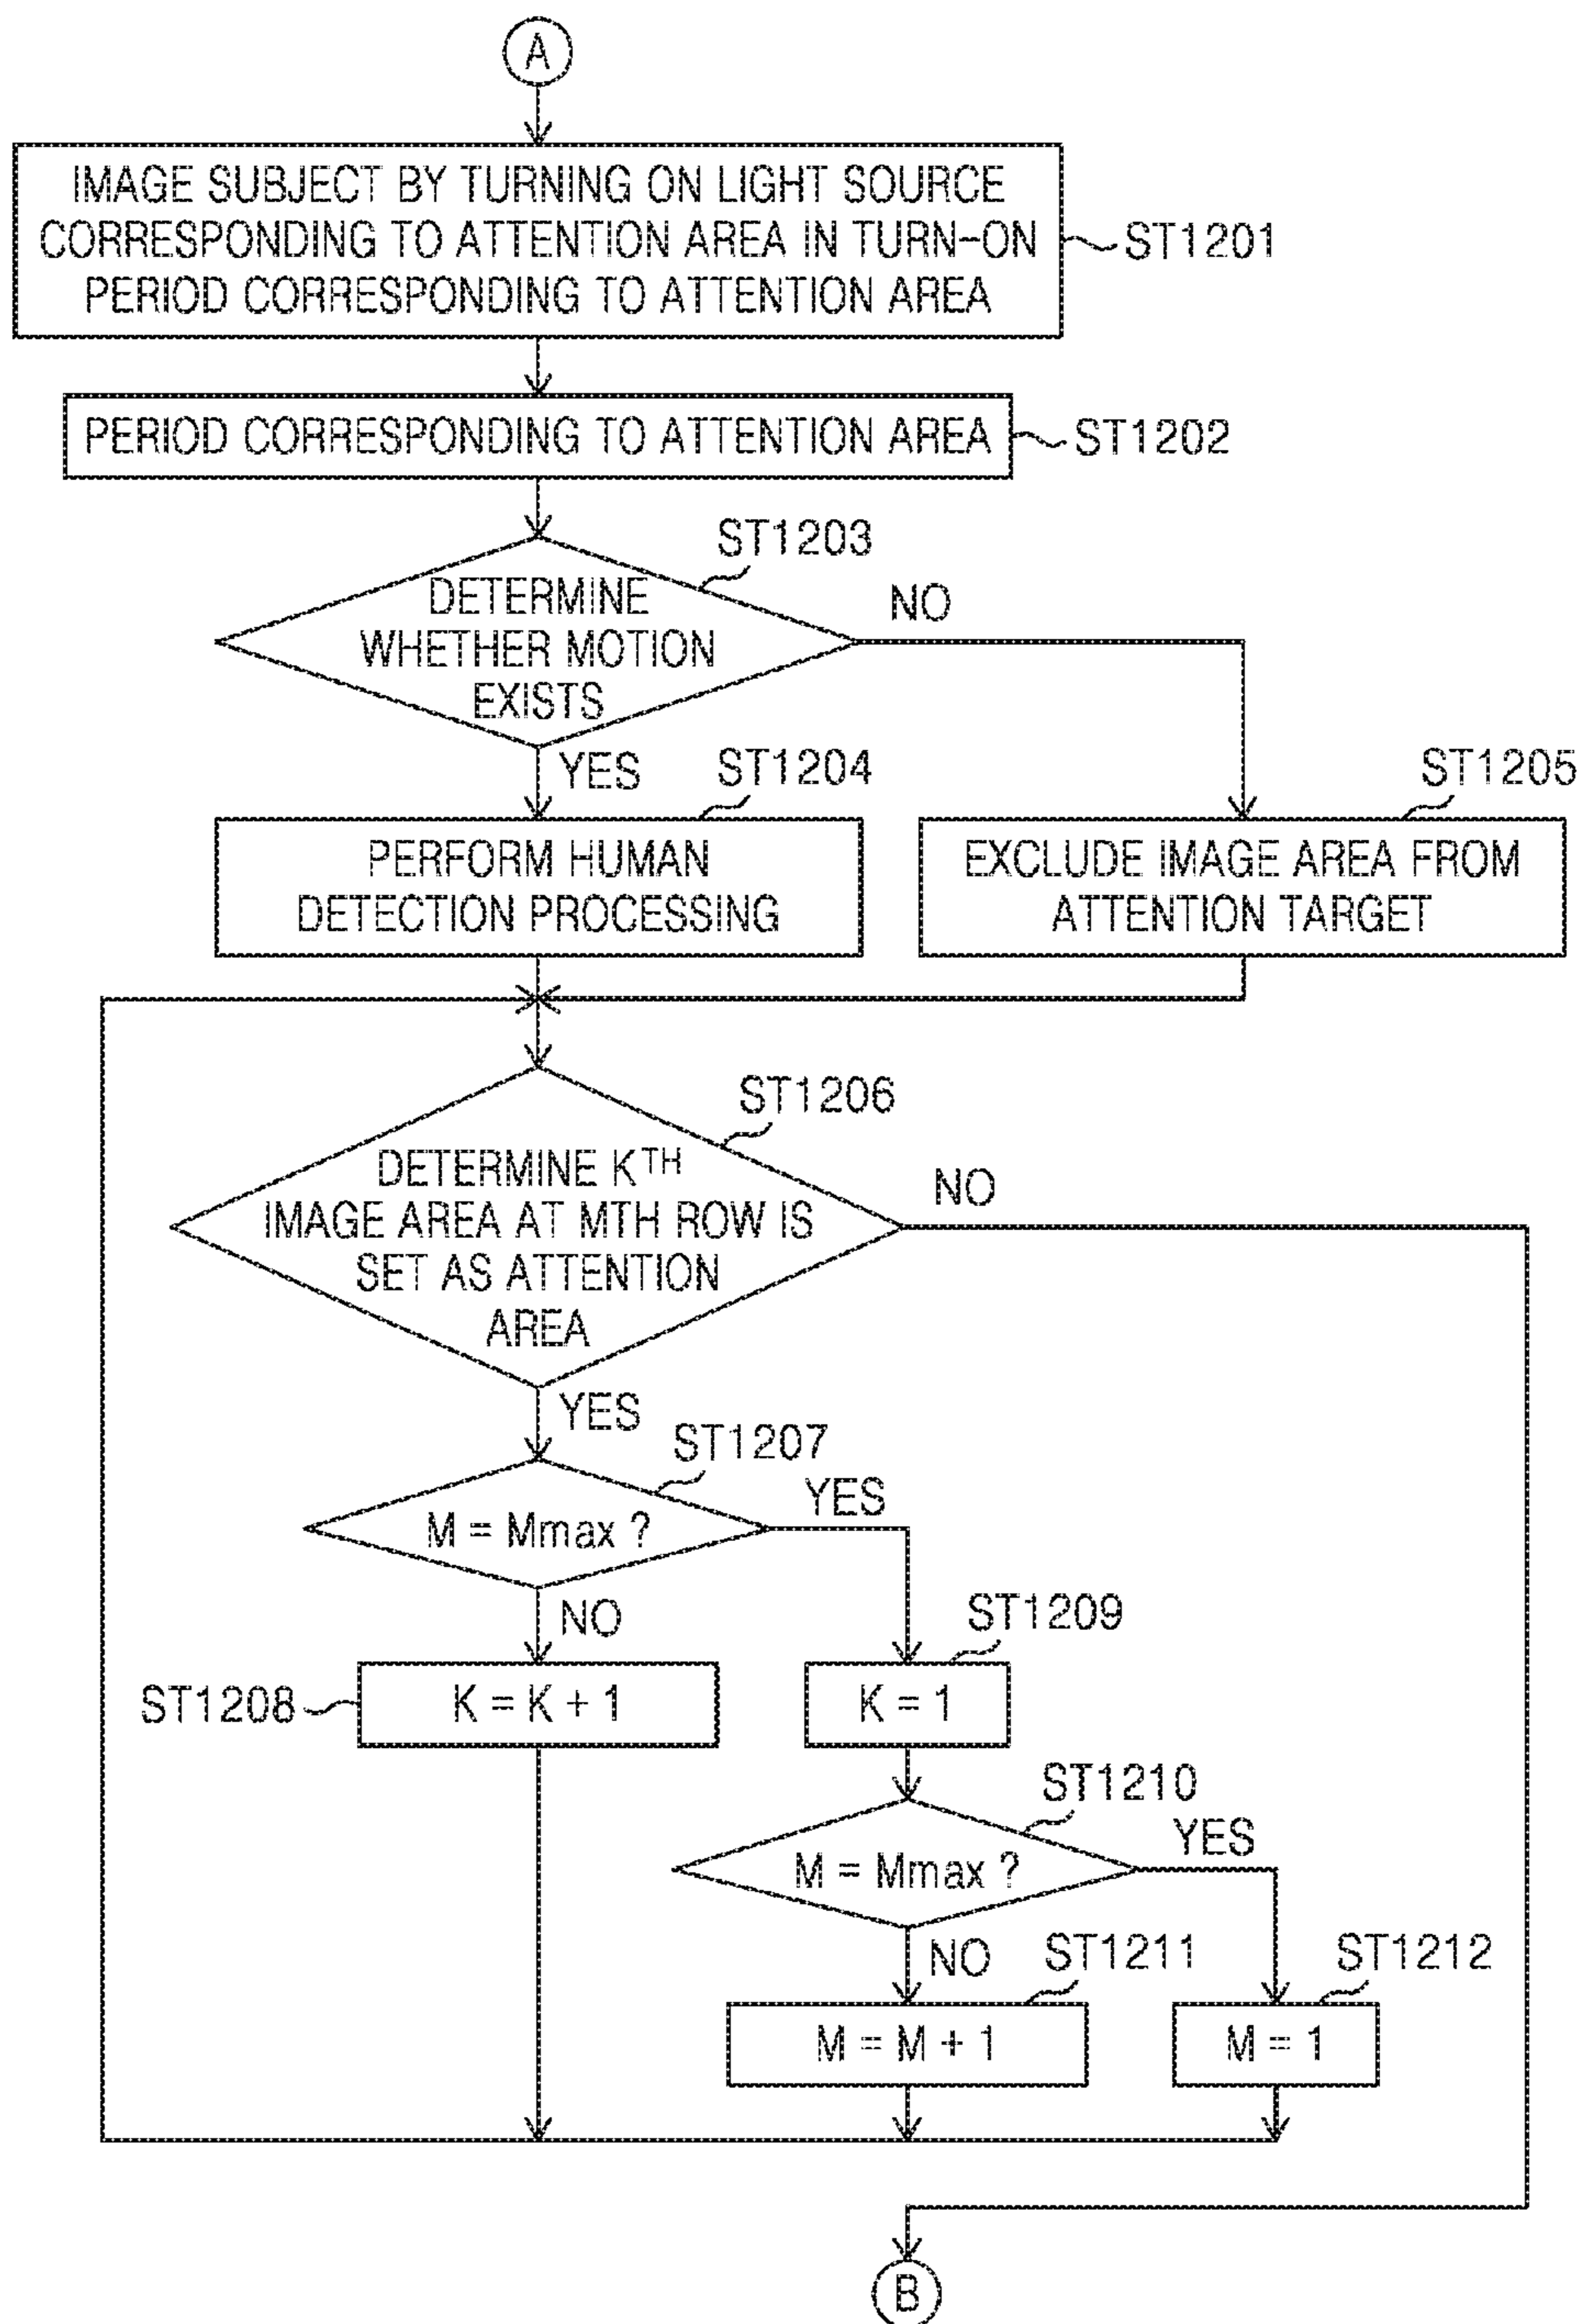 A
IMAGE SUBJECT BY TURNING ON LIGHT SOURCE
CORRESPONDING TO ATTENTION AREA IN TURN-ON
PERIOD CORRESPONDING TO ATTENTION AREA
ST1201
PERIOD CORRESPONDING TO ATTENTION AREA
ST1202
ST1203
DETERMINE
WHETHER MOTION
EXISTS
NO
YES
ST1204
ST1205
PERFORM HUMAN
DETECTION PROCESSING
EXCLUDE IMAGE AREA FROM
ATTENTION TARGET
ST1206
DETERMINE KTH
IMAGE AREA AT MTH ROW IS
SET AS ATTENTION
AREA
NO
YES
ST1207
M = Mmax ?
YES
NO
ST1209
ST1208
K = K + 1
K = 1
ST1210
M = Mmax ?
YES
NO
ST1211
ST1212
M = M + 1
M = 1
B